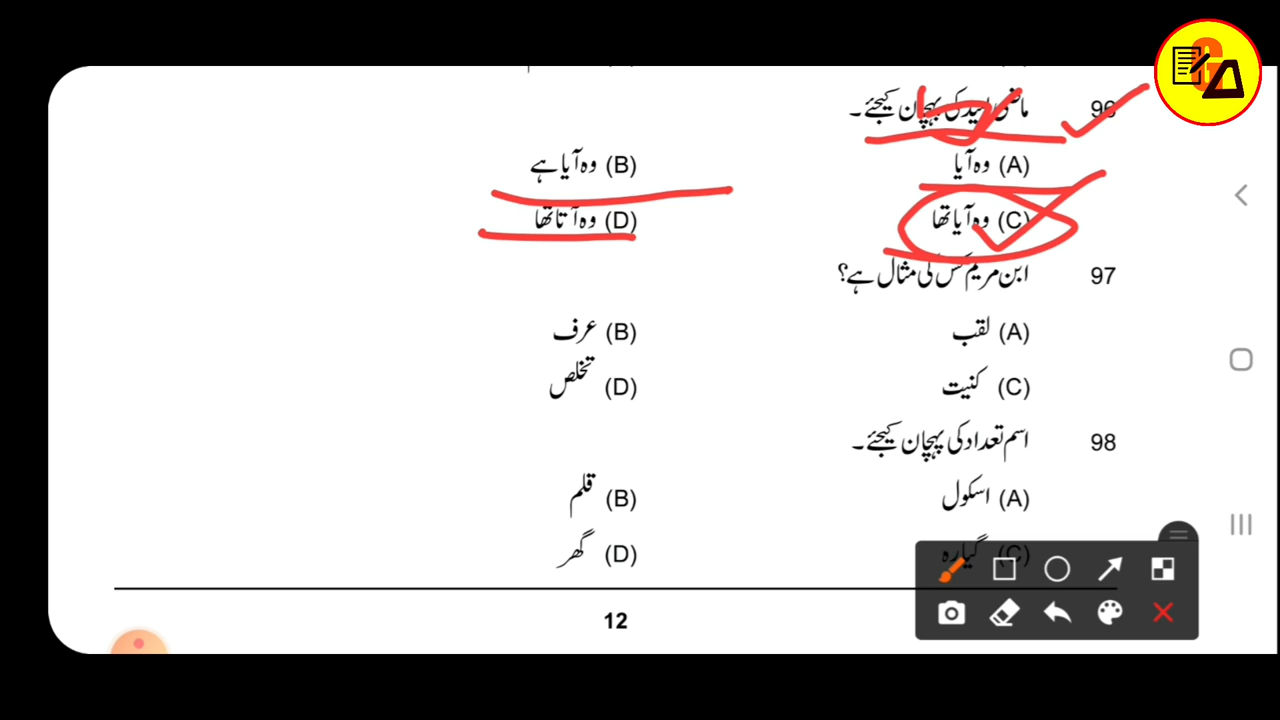 96 ماضی بعید کی پہچان کیجئے۔
(A) وہ آیا (B) وہ آیا ہے
(C) وہ آیا تھا (D) وہ آتا تھا
97 ابن مریم کس کی مثال ہے؟
(A) لقب (B) عرف
(C) کنیت (D) تخلص
98 اسم تعداد کی پہچان کیجئے۔
(A) اسکول (B) قلم
(C) گیارہ (D) گھر
12